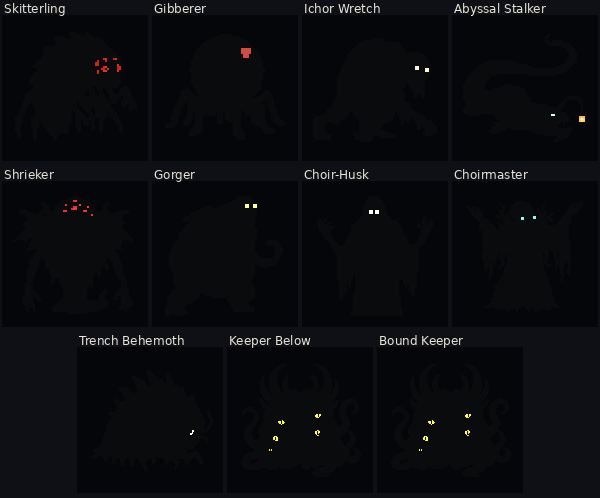 Skitterling
Gibberer
Ichor Wretch
Abyssal Stalker
Shrieker
Gorger
Choir-Husk
Choirmaster
Trench Behemoth
Keeper Below
Bound Keeper